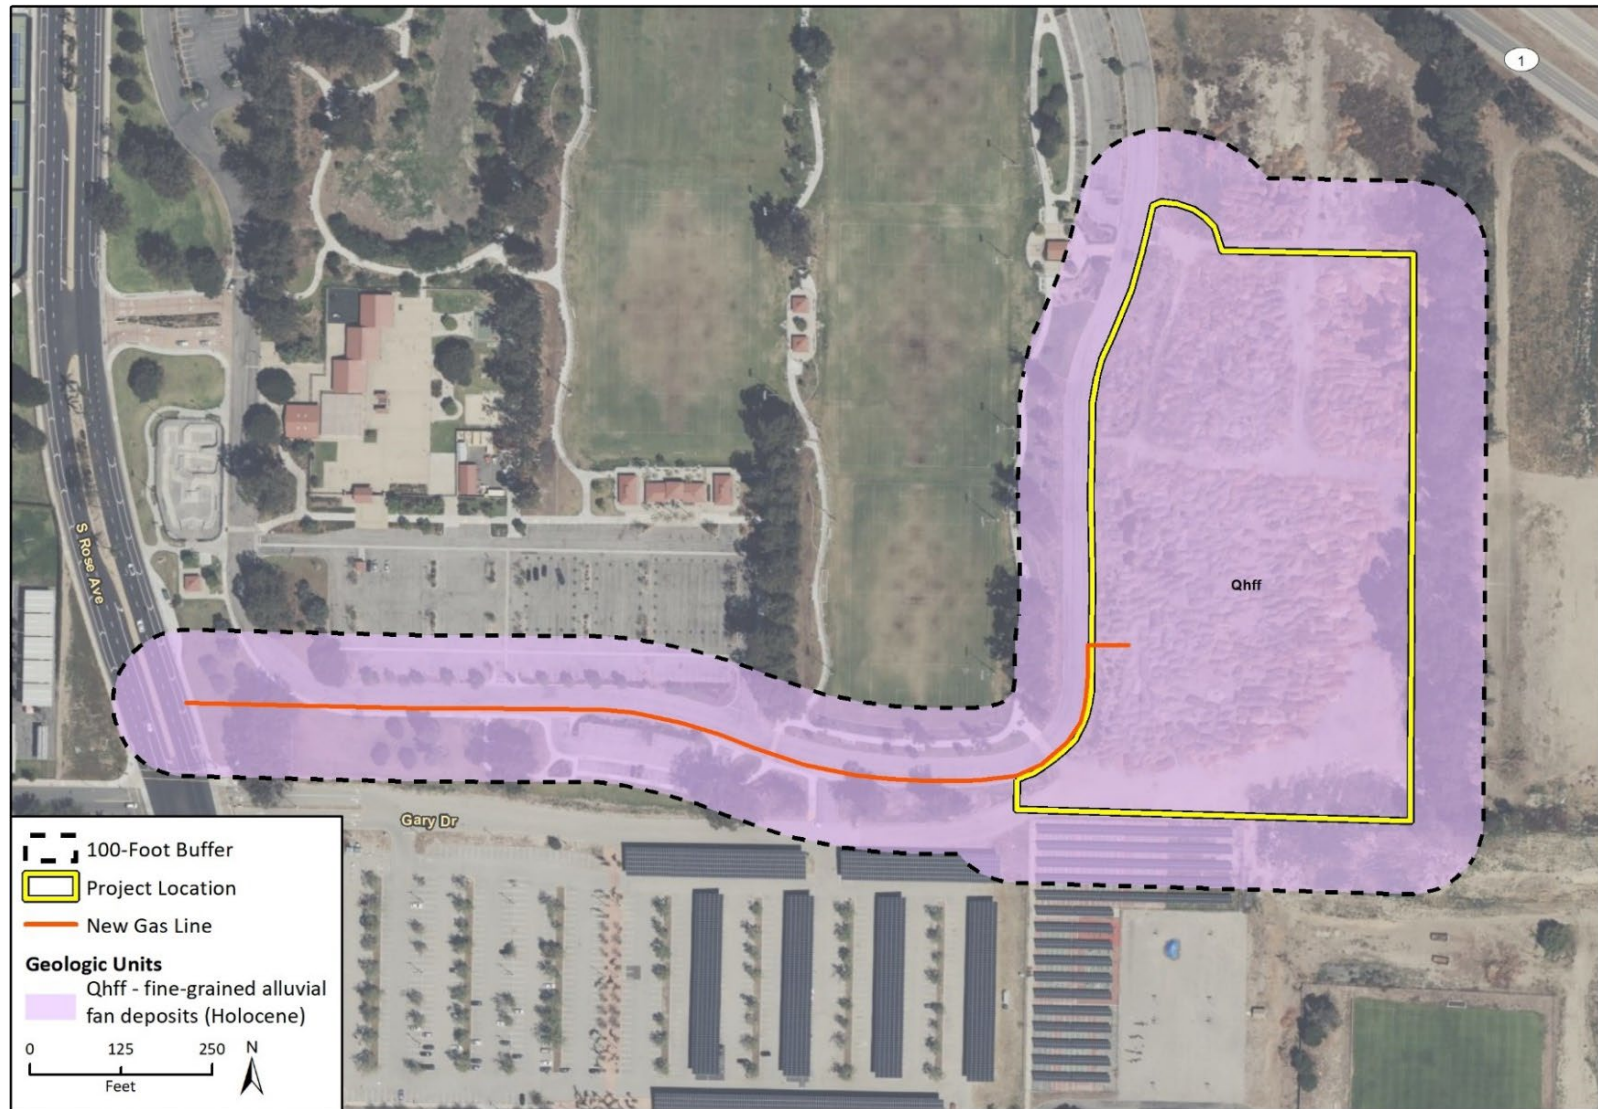 1
S Rose Ave
Qhff
Gary Dr
100-Foot Buffer
Project Location
New Gas Line
Geologic Units
Qhff - fine-grained alluvial
fan deposits (Holocene)
0 125 250 N
Feet